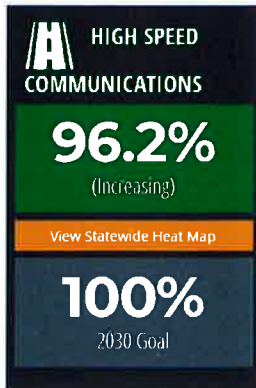 HIGH SPEED
COMMUNICATIONS
96.2%
(Increasing)
View Statewide Heat Map
100%
2030 Goal